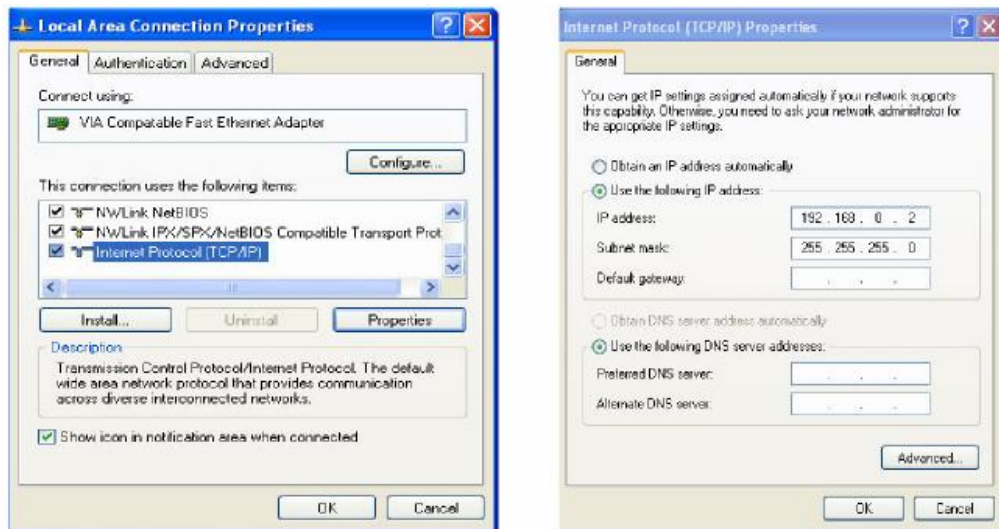 Local Area Connection Properties
General
Authentication
Advanced
Connect using:
VIA Compatable Fast Ethernet Adapter
Configure...
This connection uses the following items:
NWLink NetBIOS
NWLink IPX/SPX/NetBIOS Compatible Transport Prot
Internet Protocol (TCP/IP)
Install...
Uninstall
Properties
Description
Transmission Control Protocol/Internet Protocol. The default
wide area network protocol that provides communication
across diverse interconnected networks.
Show icon in notification area when connected
OK
Cancel
Internet Protocol (TCP/IP) Properties
General
You can get IP settings assigned automatically if your network supports
this capability. Otherwise, you need to ask your network administrator for
the appropriate IP settings.
Obtain an IP address automatically
Use the following IP address:
IP address: 192 . 168 . 0 . 2
Subnet mask: 255 . 255 . 255 . 0
Default gateway: . . .
Obtain DNS server address automatically
Use the following DNS server addresses:
Preferred DNS server: . . .
Alternate DNS server: . . .
Advanced...
OK
Cancel